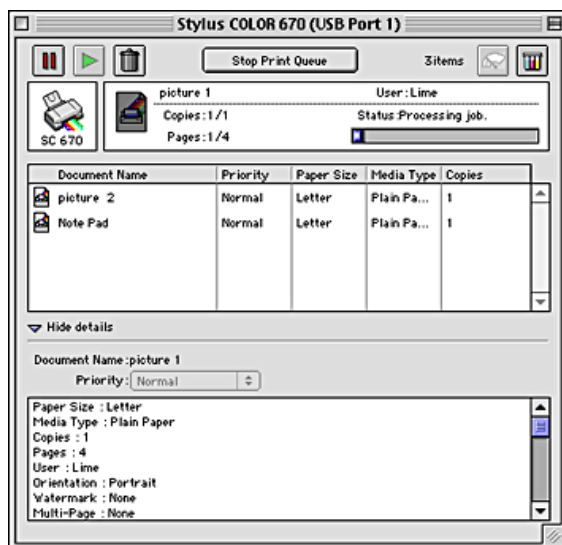 Stylus COLOR 670 (USB Port 1)
Stop Print Queue 3items
picture 1 User:Lime
Copies:1/1 Status:Processing job.
SC 670 Pages:1/4
Document Name Priority Paper Size Media Type Copies
picture 2 Normal Letter Plain Pa... 1
Note Pad Normal Letter Plain Pa... 1
Hide details
Document Name:picture 1
Priority: Normal
Paper Size : Letter
Media Type : Plain Paper
Copies : 1
Pages : 4
User : Lime
Orientation : Portrait
Watermark : None
Multi-Page : None